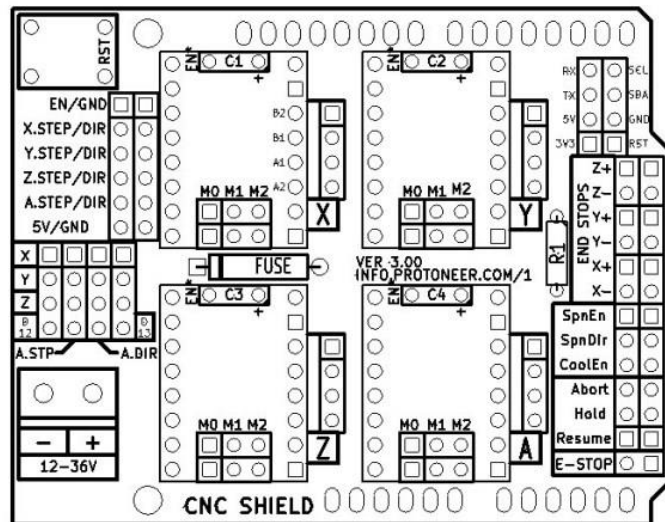 RST
EN/GND
X.STEP/DIR
Y.STEP/DIR
Z.STEP/DIR
A.STEP/DIR
5V/GND
X
Y
Z
D 12
D 13
A.STP
A.DIR
- +
12-36V
EN*
C1
+
B2
B1
A1
A2
M0 M1 M2
X
EN*
C2
+
M0 M1 M2
Y
FUSE
VER 3.00
INFO.PROTONEER.COM/1
R1
EN*
C3
+
M0 M1 M2
Z
EN*
C4
+
M0 M1 M2
A
CNC SHIELD
RX SCL
TX SDA
5V GND
3V3 RST
END STOPS
Z+
Z-
Y+
Y-
X+
X-
SpnEn
SpnDir
CoolEn
Abort
Hold
Resume
E-STOP